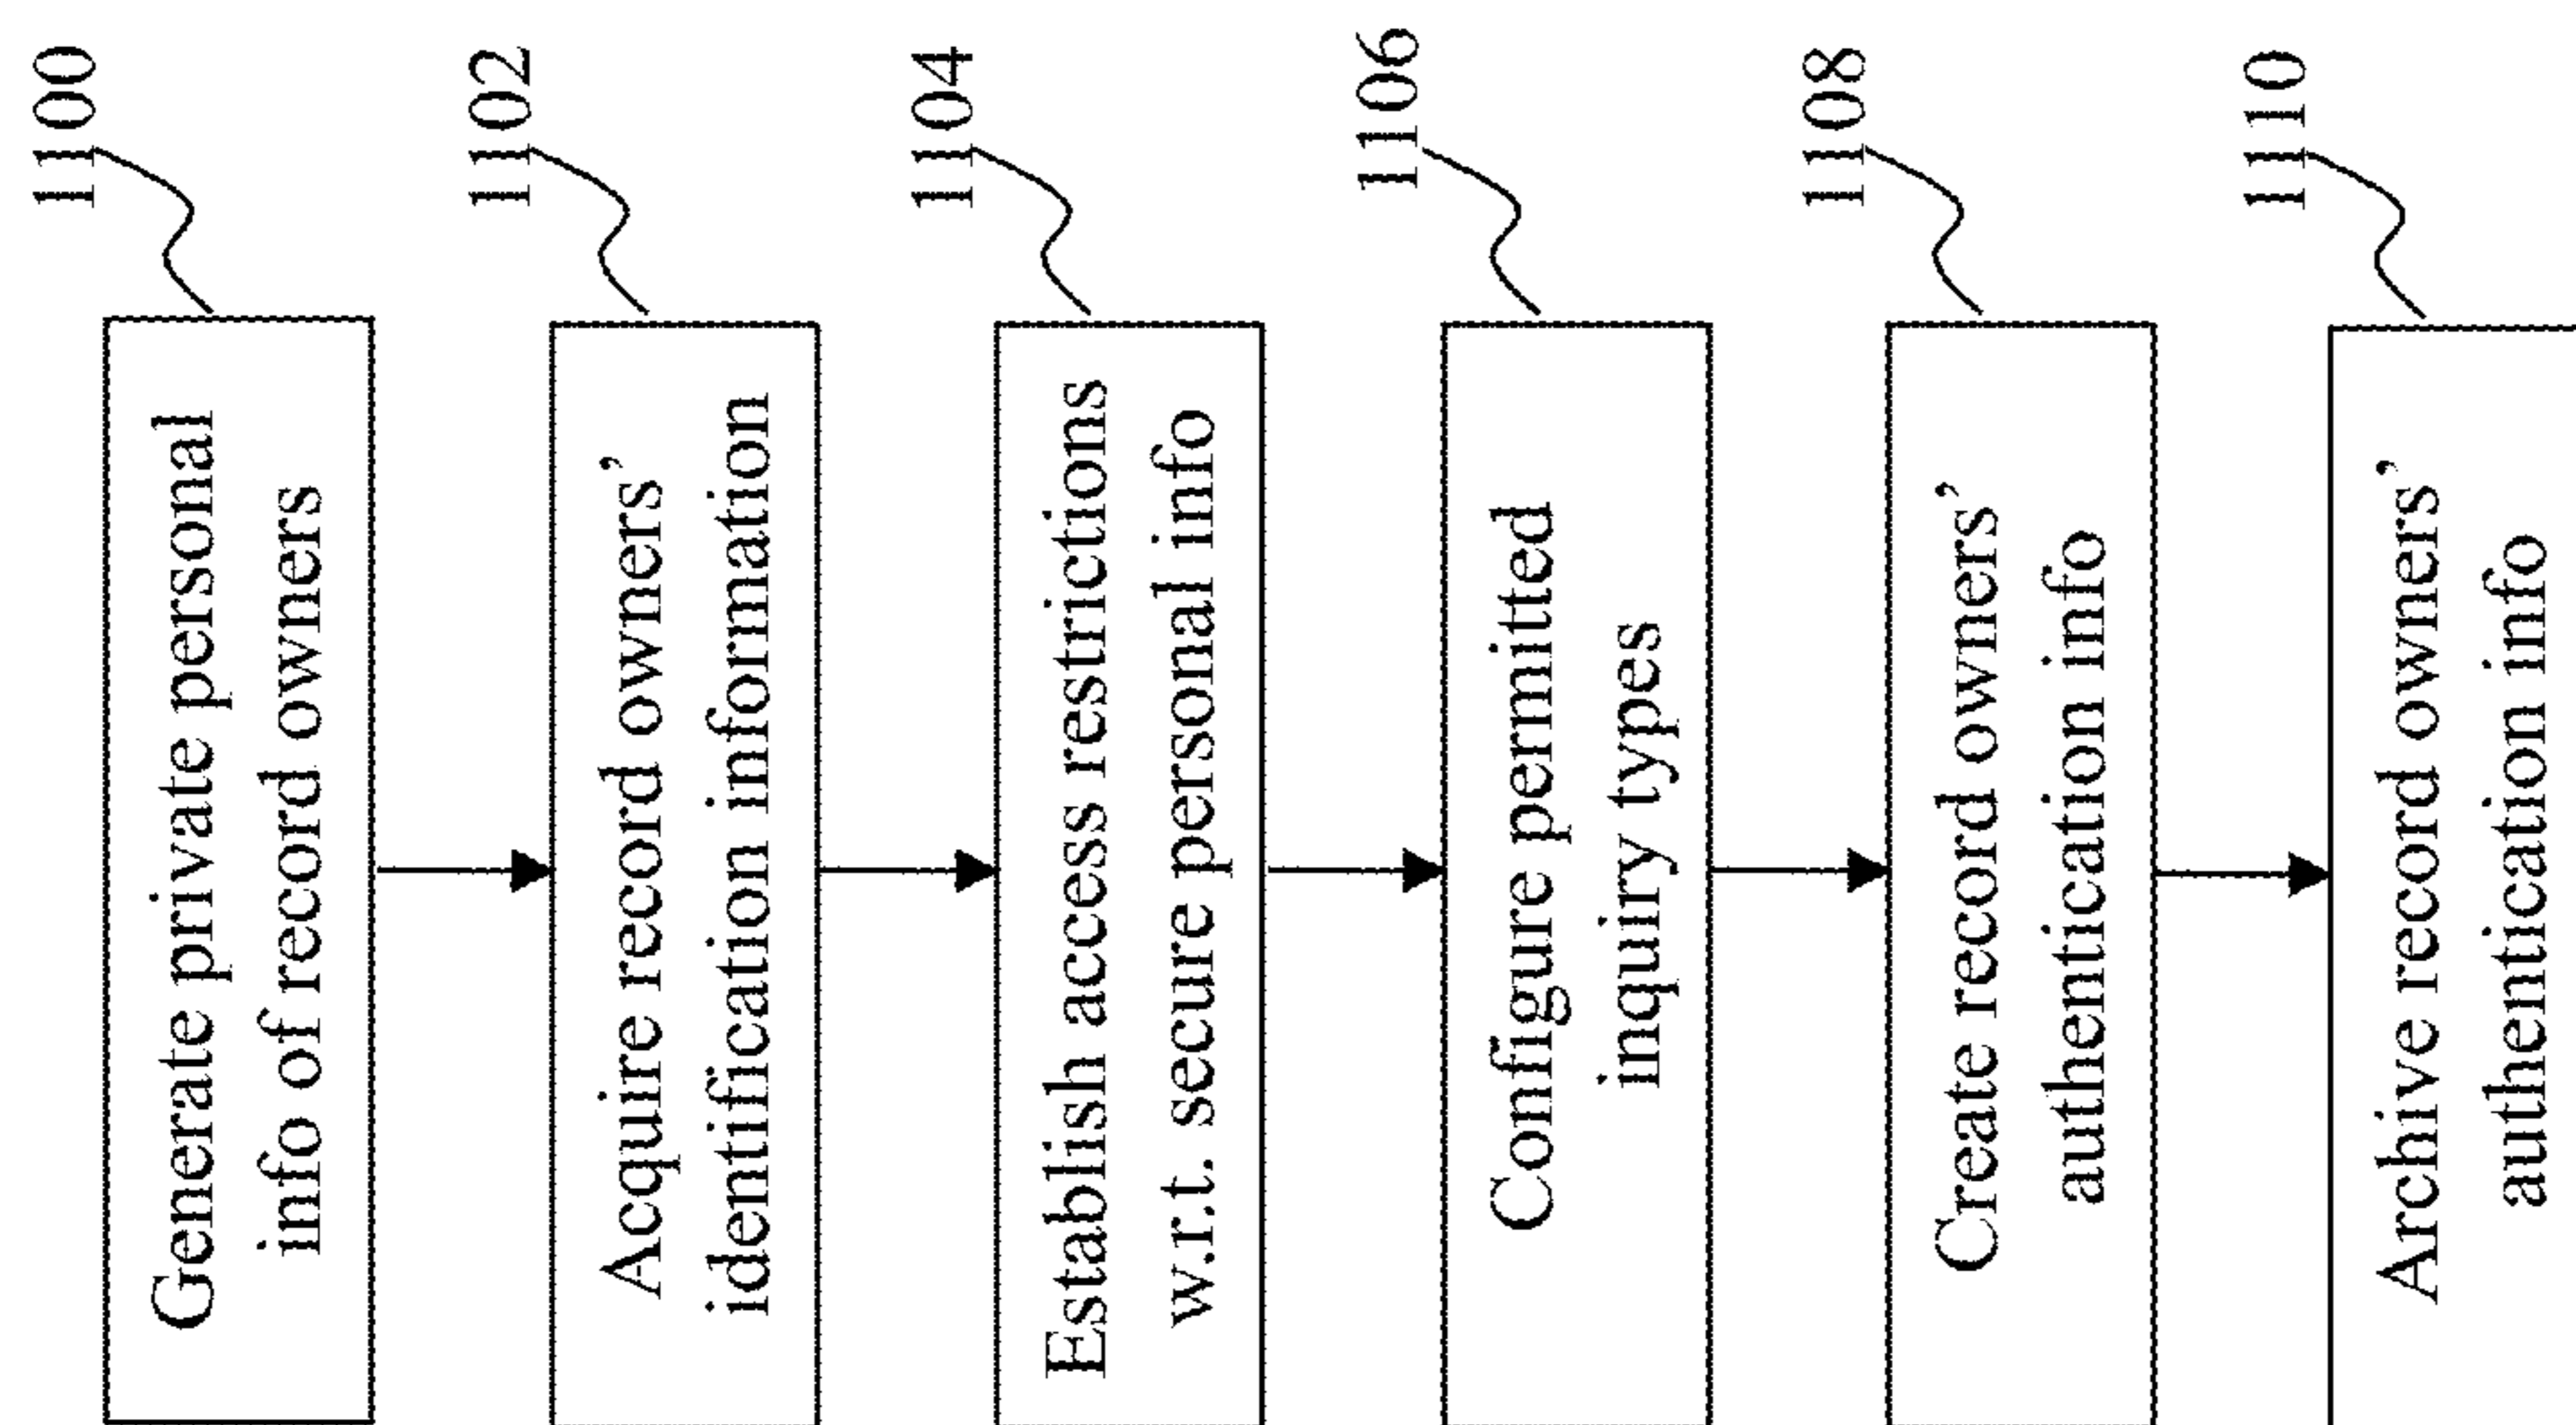 1100
Generate private personal
info of record owners
1102
Acquire record owners’
identification information
1104
Establish access restrictions
w.r.t. secure personal info
1106
Configure permitted
inquiry types
1108
Create record owners’
authentication info
1110
Archive record owners’
authentication info